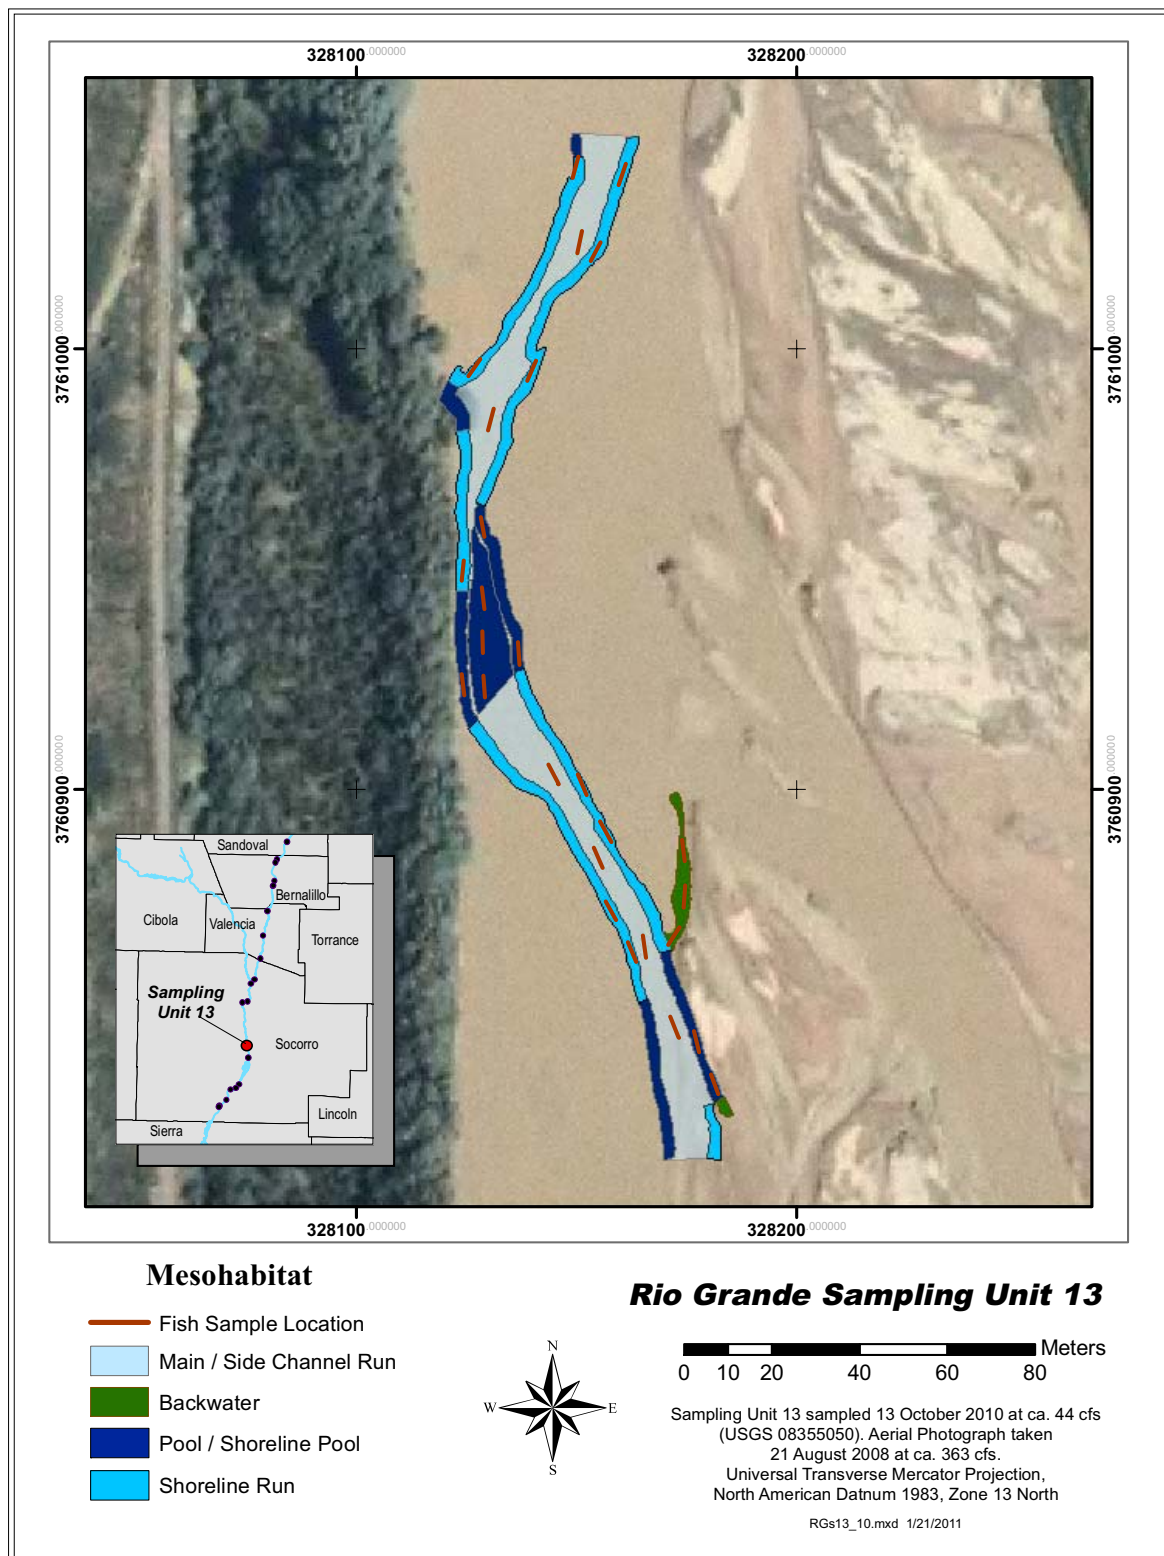 328100.000000
328200.000000
3761000.000000
3761000.000000
3760900.000000
3760900.000000
Sandoval
Bernalillo
Cibola
Valencia
Torrance
Sampling
Unit 13
Socorro
Lincoln
Sierra
328100.000000
328200.000000
Mesohabitat
Fish Sample Location
Main / Side Channel Run
Backwater
Pool / Shoreline Pool
Shoreline Run
N
W
E
S
Rio Grande Sampling Unit 13
Meters
0 10 20 40 60 80
Sampling Unit 13 sampled 13 October 2010 at ca. 44 cfs
(USGS 08355050). Aerial Photograph taken
21 August 2008 at ca. 363 cfs.
Universal Transverse Mercator Projection,
North American Datnum 1983, Zone 13 North
RGs13_10.mxd 1/21/2011